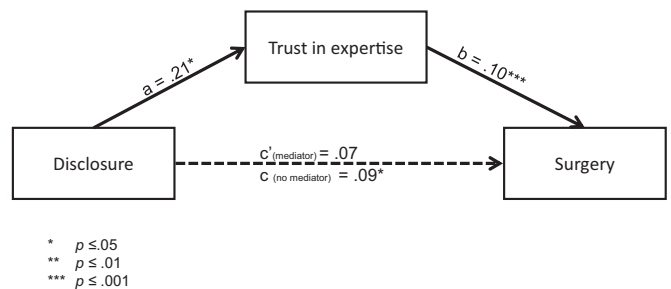 Trust in expertise
a = .21*
b = .10***
Disclosure
c'(mediator) = .07
c (no mediator) = .09*
Surgery
* p ≤.05
** p ≤ .01
*** p ≤ .001